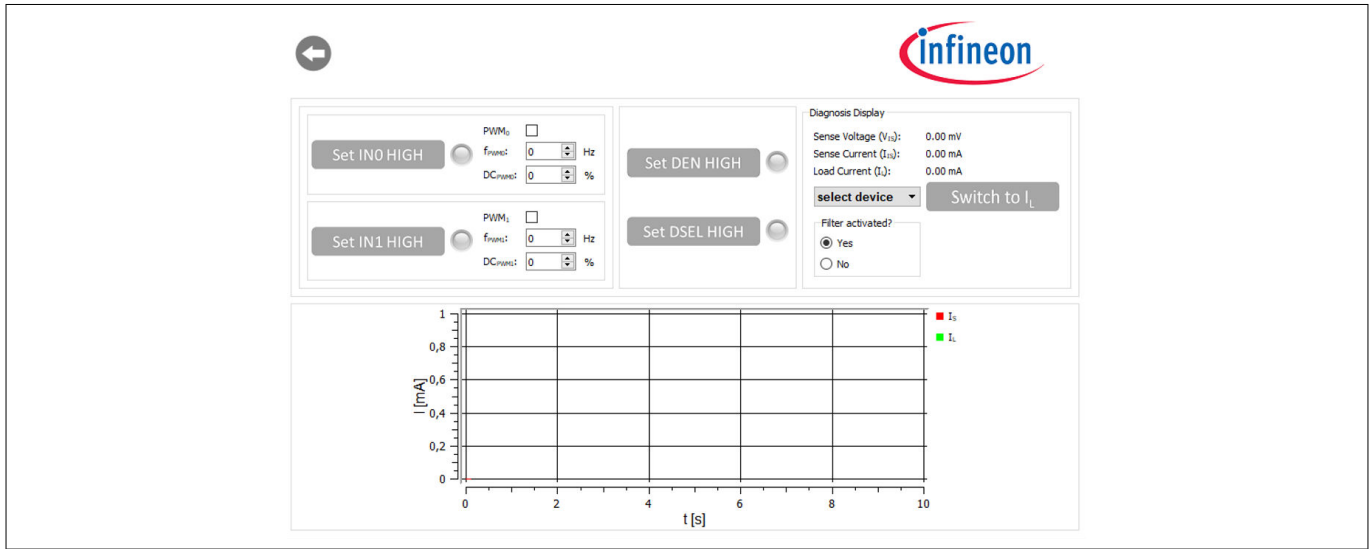 infineon
PWM₀
Set IN0 HIGH
fPWM0: 0 Hz
DCPWM0: 0 %
PWM₁
Set IN1 HIGH
fPWM1: 0 Hz
DCPWM1: 0 %
Set DEN HIGH
Set DSEL HIGH
Diagnosis Display
Sense Voltage (VIS): 0.00 mV
Sense Current (IIS): 0.00 mA
Load Current (IL): 0.00 mA
select device
Switch to IL
Filter activated?
Yes
No
1
0,8
0,6
0,4
0,2
0
I [mA]
0 2 4 6 8 10
t [s]
IS
IL